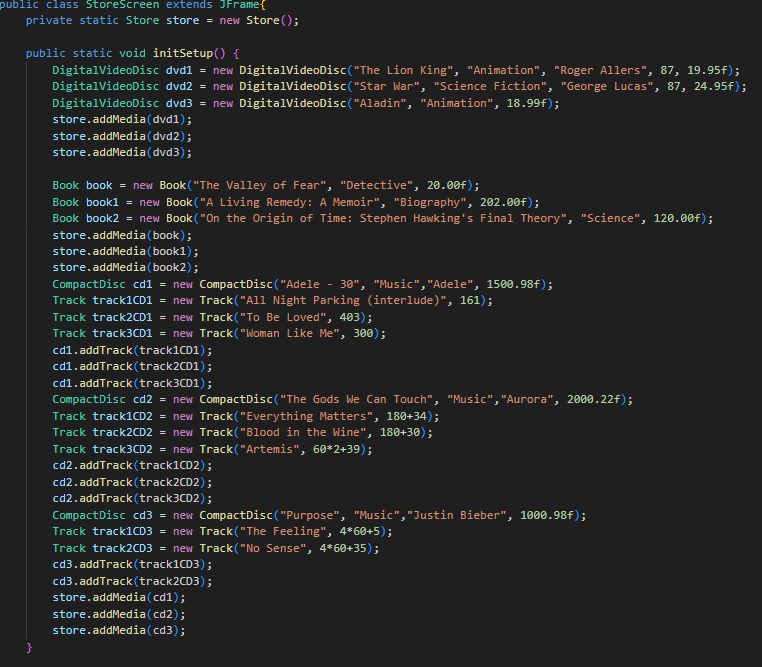 public class StoreScreen extends JFrame{
    private static Store store = new Store();

    public static void initSetup() {
        DigitalVideoDisc dvd1 = new DigitalVideoDisc("The Lion King", "Animation", "Roger Allers", 87, 19.95f);
        DigitalVideoDisc dvd2 = new DigitalVideoDisc("Star War", "Science Fiction", "George Lucas", 87, 24.95f);
        DigitalVideoDisc dvd3 = new DigitalVideoDisc("Aladin", "Animation", 18.99f);
        store.addMedia(dvd1);
        store.addMedia(dvd2);
        store.addMedia(dvd3);

        Book book = new Book("The Valley of Fear", "Detective", 20.00f);
        Book book1 = new Book("A Living Remedy: A Memoir", "Biography", 202.00f);
        Book book2 = new Book("On the Origin of Time: Stephen Hawking's Final Theory", "Science", 120.00f);
        store.addMedia(book);
        store.addMedia(book1);
        store.addMedia(book2);
        CompactDisc cd1 = new CompactDisc("Adele - 30", "Music","Adele", 1500.98f);
        Track track1CD1 = new Track("All Night Parking (interlude)", 161);
        Track track2CD1 = new Track("To Be Loved", 403);
        Track track3CD1 = new Track("Woman Like Me", 300);
        cd1.addTrack(track1CD1);
        cd1.addTrack(track2CD1);
        cd1.addTrack(track3CD1);
        CompactDisc cd2 = new CompactDisc("The Gods We Can Touch", "Music","Aurora", 2000.22f);
        Track track1CD2 = new Track("Everything Matters", 180+34);
        Track track2CD2 = new Track("Blood in the Wine", 180+30);
        Track track3CD2 = new Track("Artemis", 60*2+39);
        cd2.addTrack(track1CD2);
        cd2.addTrack(track2CD2);
        cd2.addTrack(track3CD2);
        CompactDisc cd3 = new CompactDisc("Purpose", "Music","Justin Bieber", 1000.98f);
        Track track1CD3 = new Track("The Feeling", 4*60+5);
        Track track2CD3 = new Track("No Sense", 4*60+35);
        cd3.addTrack(track1CD3);
        cd3.addTrack(track2CD3);
        store.addMedia(cd1);
        store.addMedia(cd2);
        store.addMedia(cd3);
    }